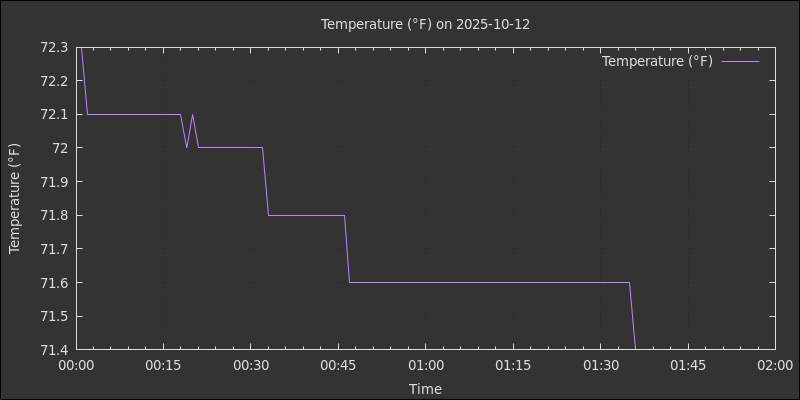 Temperature (°F) on 2025-10-12
Temperature (°F)
72.3
72.2
72.1
72
71.9
71.8
71.7
71.6
71.5
71.4
Temperature (°F)
00:00 00:15 00:30 00:45 01:00 01:15 01:30 01:45 02:00
Time